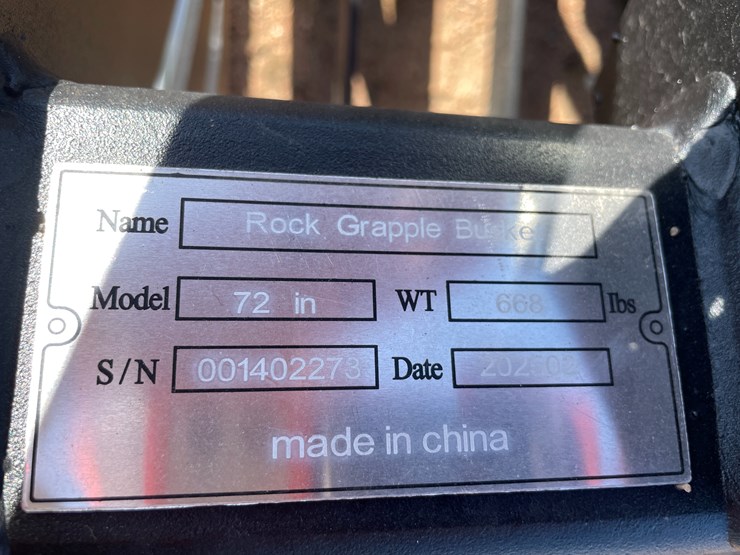 Name Rock Grapple
Model 72 in WT 668 lbs
S/N 001402273 Date
made in china